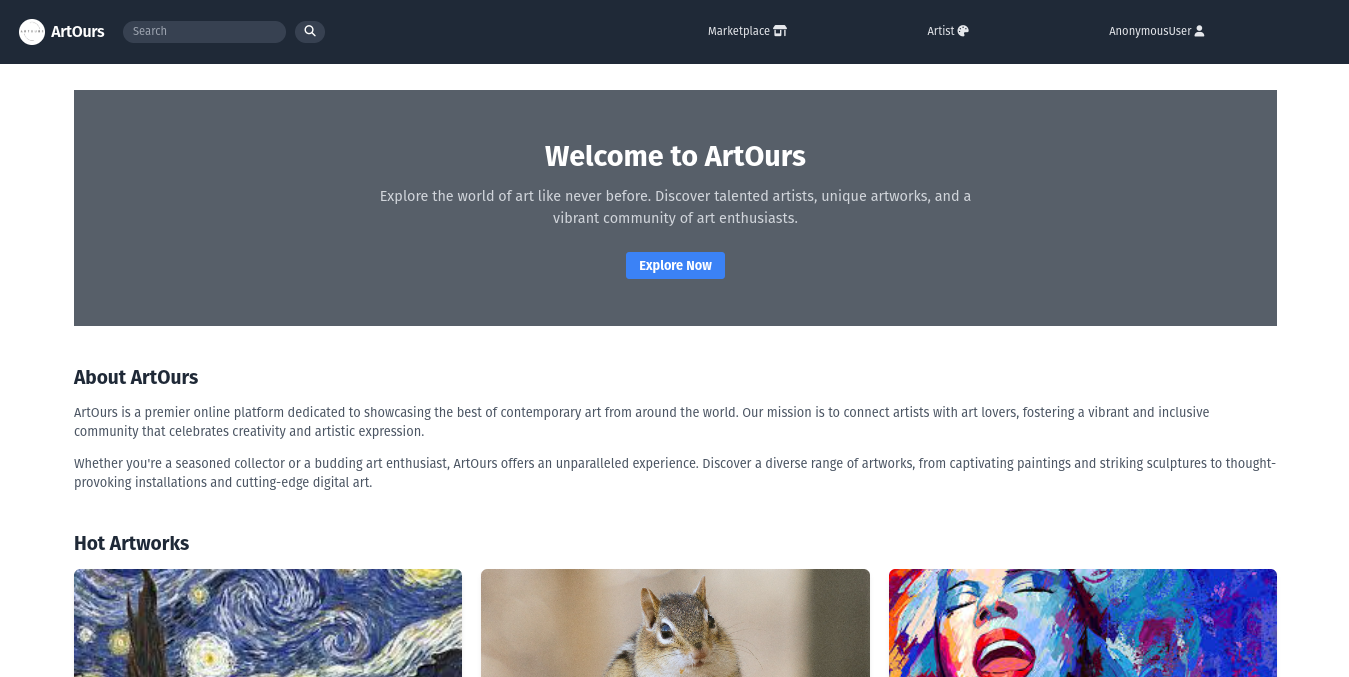 ArtOurs
Search
Marketplace
Artist
AnonymousUser
Welcome to ArtOurs
Explore the world of art like never before. Discover talented artists, unique artworks, and a
vibrant community of art enthusiasts.
Explore Now
About ArtOurs
ArtOurs is a premier online platform dedicated to showcasing the best of contemporary art from around the world. Our mission is to connect artists with art lovers, fostering a vibrant and inclusive
community that celebrates creativity and artistic expression.
Whether you're a seasoned collector or a budding art enthusiast, ArtOurs offers an unparalleled experience. Discover a diverse range of artworks, from captivating paintings and striking sculptures to thought-
provoking installations and cutting-edge digital art.
Hot Artworks